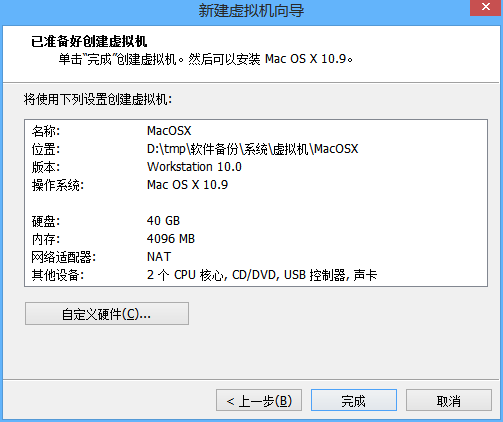 新建虚拟机向导
已准备好创建虚拟机
单击“完成”创建虚拟机。然后可以安装 Mac OS X 10.9。
将使用下列设置创建虚拟机:
名称: MacOSX
位置: D:\tmp\软件备份\系统\虚拟机\MacOSX
版本: Workstation 10.0
操作系统: Mac OS X 10.9
硬盘: 40 GB
内存: 4096 MB
网络适配器: NAT
其他设备: 2 个 CPU 核心, CD/DVD, USB 控制器, 声卡
自定义硬件(C)...
< 上一步(B) 完成 取消